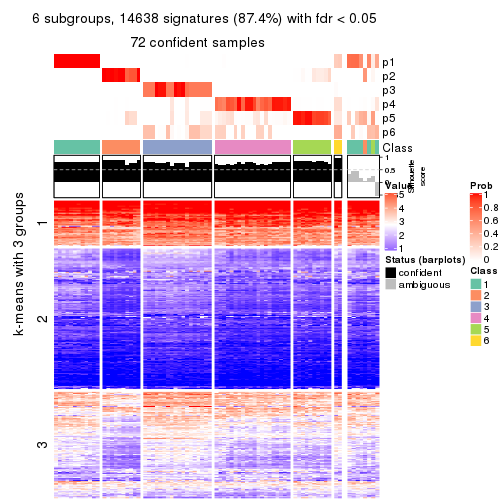 6 subgroups, 14638 signatures (87.4%) with fdr < 0.05
72 confident samples
p1
p2
p3
p4
p5
p6
Class
1
0.5
0
Silhouette
score
k-means with 3 groups
1
2
3
Value
5
4
3
2
1
Status (barplots)
confident
ambiguous
Prob
1
0.8
0.6
0.4
0.2
0
Class
1
2
3
4
5
6